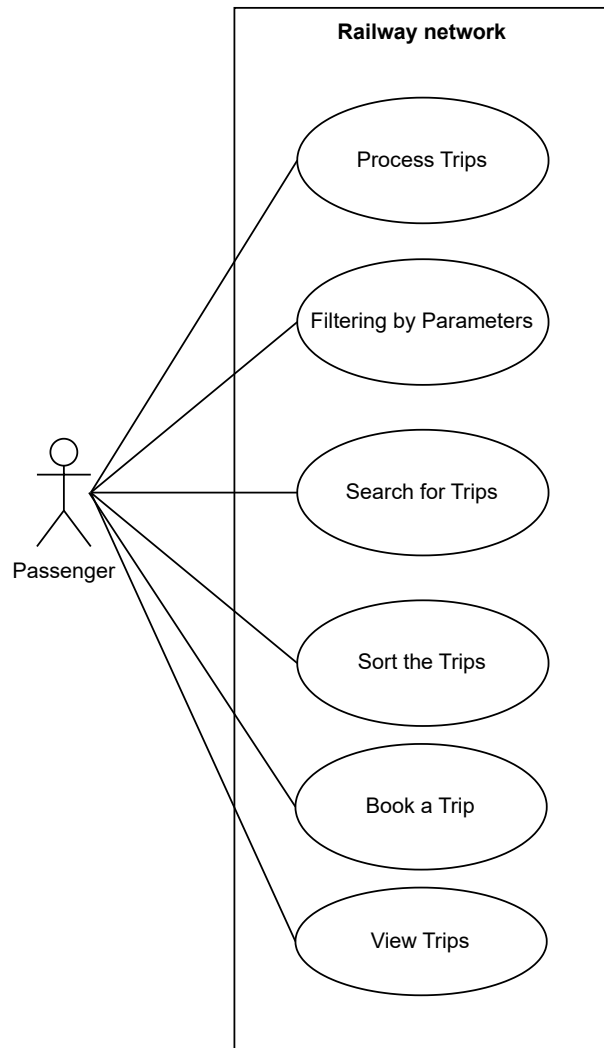 Railway network
Process Trips
Filtering by Parameters
Search for Trips
Passenger
Sort the Trips
Book a Trip
View Trips